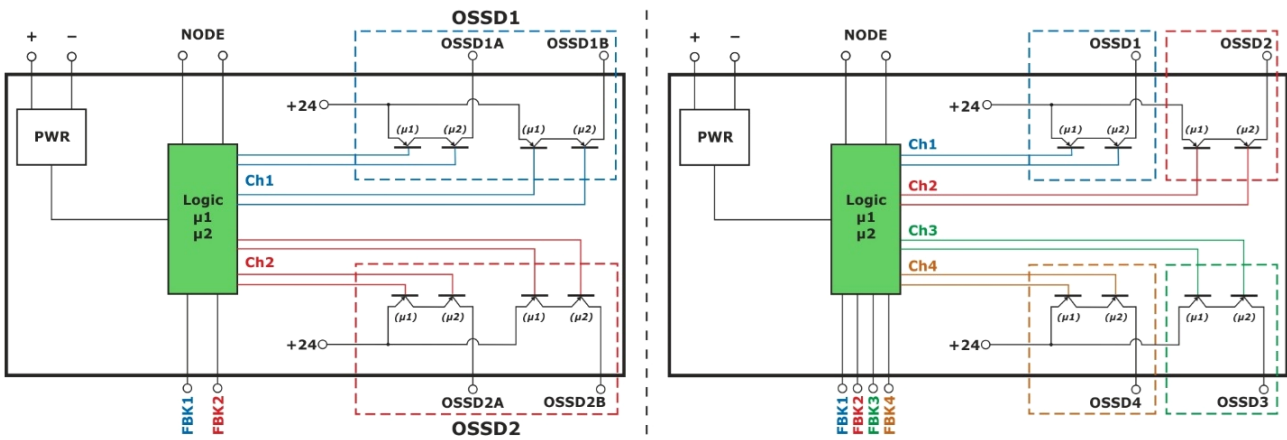 OSSD1
+ − NODE OSSD1A OSSD1B
+24
PWR
(µ1) (µ2) (µ1) (µ2)
Ch1
Logic
µ1
µ2
Ch2
(µ1) (µ2) (µ1) (µ2)
+24
FBK1
FBK2
OSSD2A OSSD2B
OSSD2
+ − NODE OSSD1 OSSD2
+24
PWR
(µ1) (µ2) (µ1) (µ2)
Ch1
Ch2
Logic
µ1
µ2
Ch3
Ch4
(µ1) (µ2) (µ1) (µ2)
+24
FBK1
FBK2
FBK3
FBK4
OSSD4 OSSD3